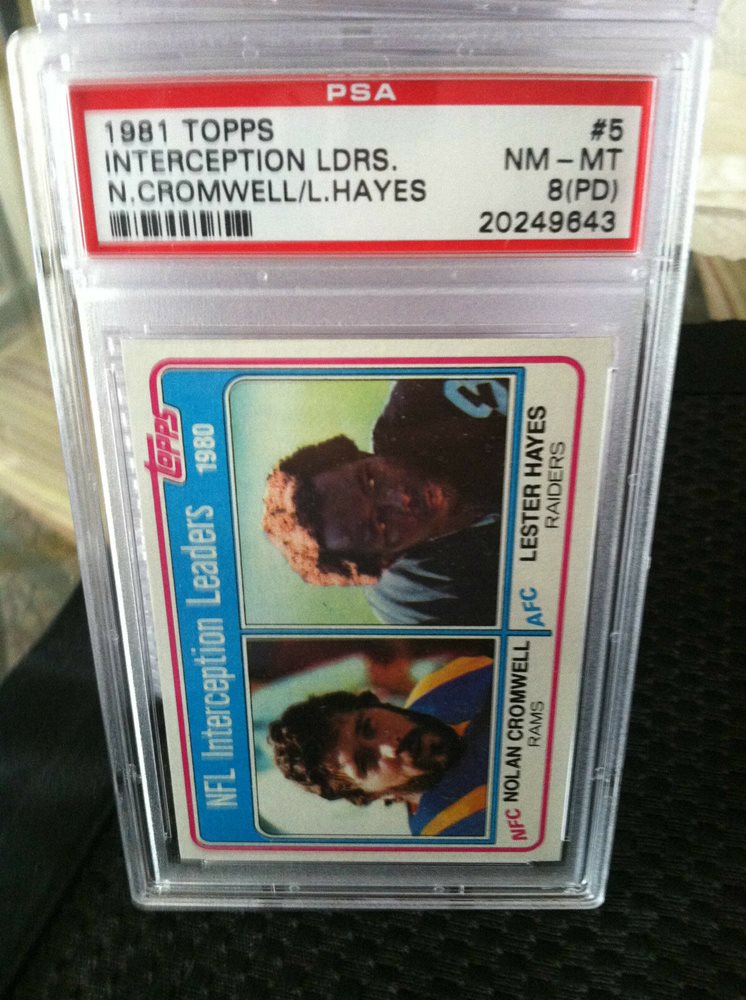 PSA
1981 TOPPS #5
INTERCEPTION LDRS. NM - MT
N.CROMWELL/L.HAYES 8(PD)
20249643
topps
NFL Interception Leaders 1980
NFC NOLAN CROMWELL
RAMS
AFC LESTER HAYES
RAIDERS